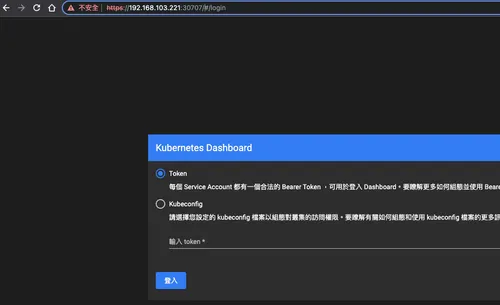 不安全 | https://192.168.103.221:30707/#/login
Kubernetes Dashboard
Token
每個 Service Account 都有一個合法的 Bearer Token ,可用於登入 Dashboard。要瞭解更多如何組態並使用 Bear
Kubeconfig
請選擇您設定的 kubeconfig 檔案以組態對叢集的訪問權限。要瞭解有關如何組態和使用 kubeconfig 檔案的更多
輸入 token *
登入